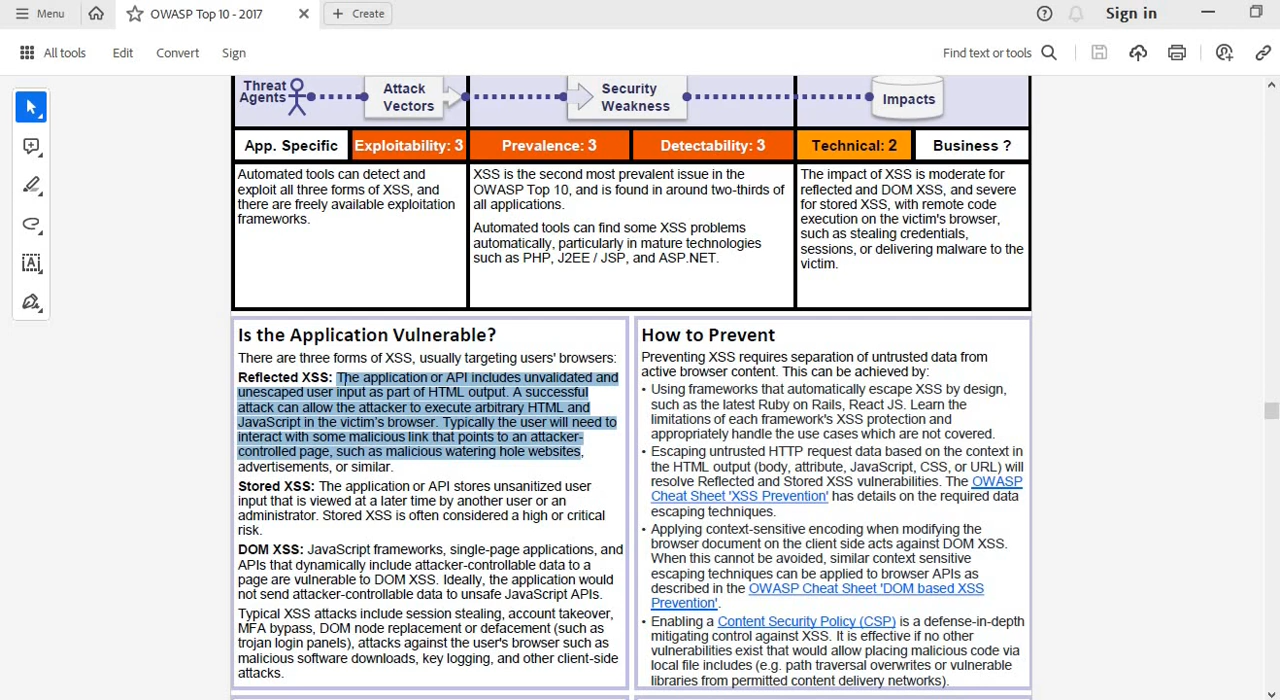 Menu
OWASP Top 10 - 2017
Create
Sign in
All tools
Edit
Convert
Sign
Find text or tools
Threat
Agents
Attack
Vectors
Security
Weakness
Impacts
App. Specific
Exploitability: 3
Prevalence: 3
Detectability: 3
Technical: 2
Business ?
Automated tools can detect and
exploit all three forms of XSS, and
there are freely available exploitation
frameworks.
XSS is the second most prevalent issue in the
OWASP Top 10, and is found in around two-thirds of
all applications.
Automated tools can find some XSS problems
automatically, particularly in mature technologies
such as PHP, J2EE / JSP, and ASP.NET.
The impact of XSS is moderate for
reflected and DOM XSS, and severe
for stored XSS, with remote code
execution on the victim's browser,
such as stealing credentials,
sessions, or delivering malware to the
victim.
Is the Application Vulnerable?
There are three forms of XSS, usually targeting users' browsers:
Reflected XSS: The application or API includes unvalidated and
unescaped user input as part of HTML output. A successful
attack can allow the attacker to execute arbitrary HTML and
JavaScript in the victim's browser. Typically the user will need to
interact with some malicious link that points to an attacker-
controlled page, such as malicious watering hole websites,
advertisements, or similar.
Stored XSS: The application or API stores unsanitized user
input that is viewed at a later time by another user or an
administrator. Stored XSS is often considered a high or critical
risk.
DOM XSS: JavaScript frameworks, single-page applications, and
APIs that dynamically include attacker-controllable data to a
page are vulnerable to DOM XSS. Ideally, the application would
not send attacker-controllable data to unsafe JavaScript APIs.
Typical XSS attacks include session stealing, account takeover,
MFA bypass, DOM node replacement or defacement (such as
trojan login panels), attacks against the user's browser such as
malicious software downloads, key logging, and other client-side
attacks.
How to Prevent
Preventing XSS requires separation of untrusted data from
active browser content. This can be achieved by:
• Using frameworks that automatically escape XSS by design,
such as the latest Ruby on Rails, React JS. Learn the
limitations of each framework's XSS protection and
appropriately handle the use cases which are not covered.
• Escaping untrusted HTTP request data based on the context in
the HTML output (body, attribute, JavaScript, CSS, or URL) will
resolve Reflected and Stored XSS vulnerabilities. The OWASP
Cheat Sheet 'XSS Prevention' has details on the required data
escaping techniques.
• Applying context-sensitive encoding when modifying the
browser document on the client side acts against DOM XSS.
When this cannot be avoided, similar context sensitive
escaping techniques can be applied to browser APIs as
described in the OWASP Cheat Sheet 'DOM based XSS
Prevention'.
• Enabling a Content Security Policy (CSP) is a defense-in-depth
mitigating control against XSS. It is effective if no other
vulnerabilities exist that would allow placing malicious code via
local file includes (e.g. path traversal overwrites or vulnerable
libraries from permitted content delivery networks).